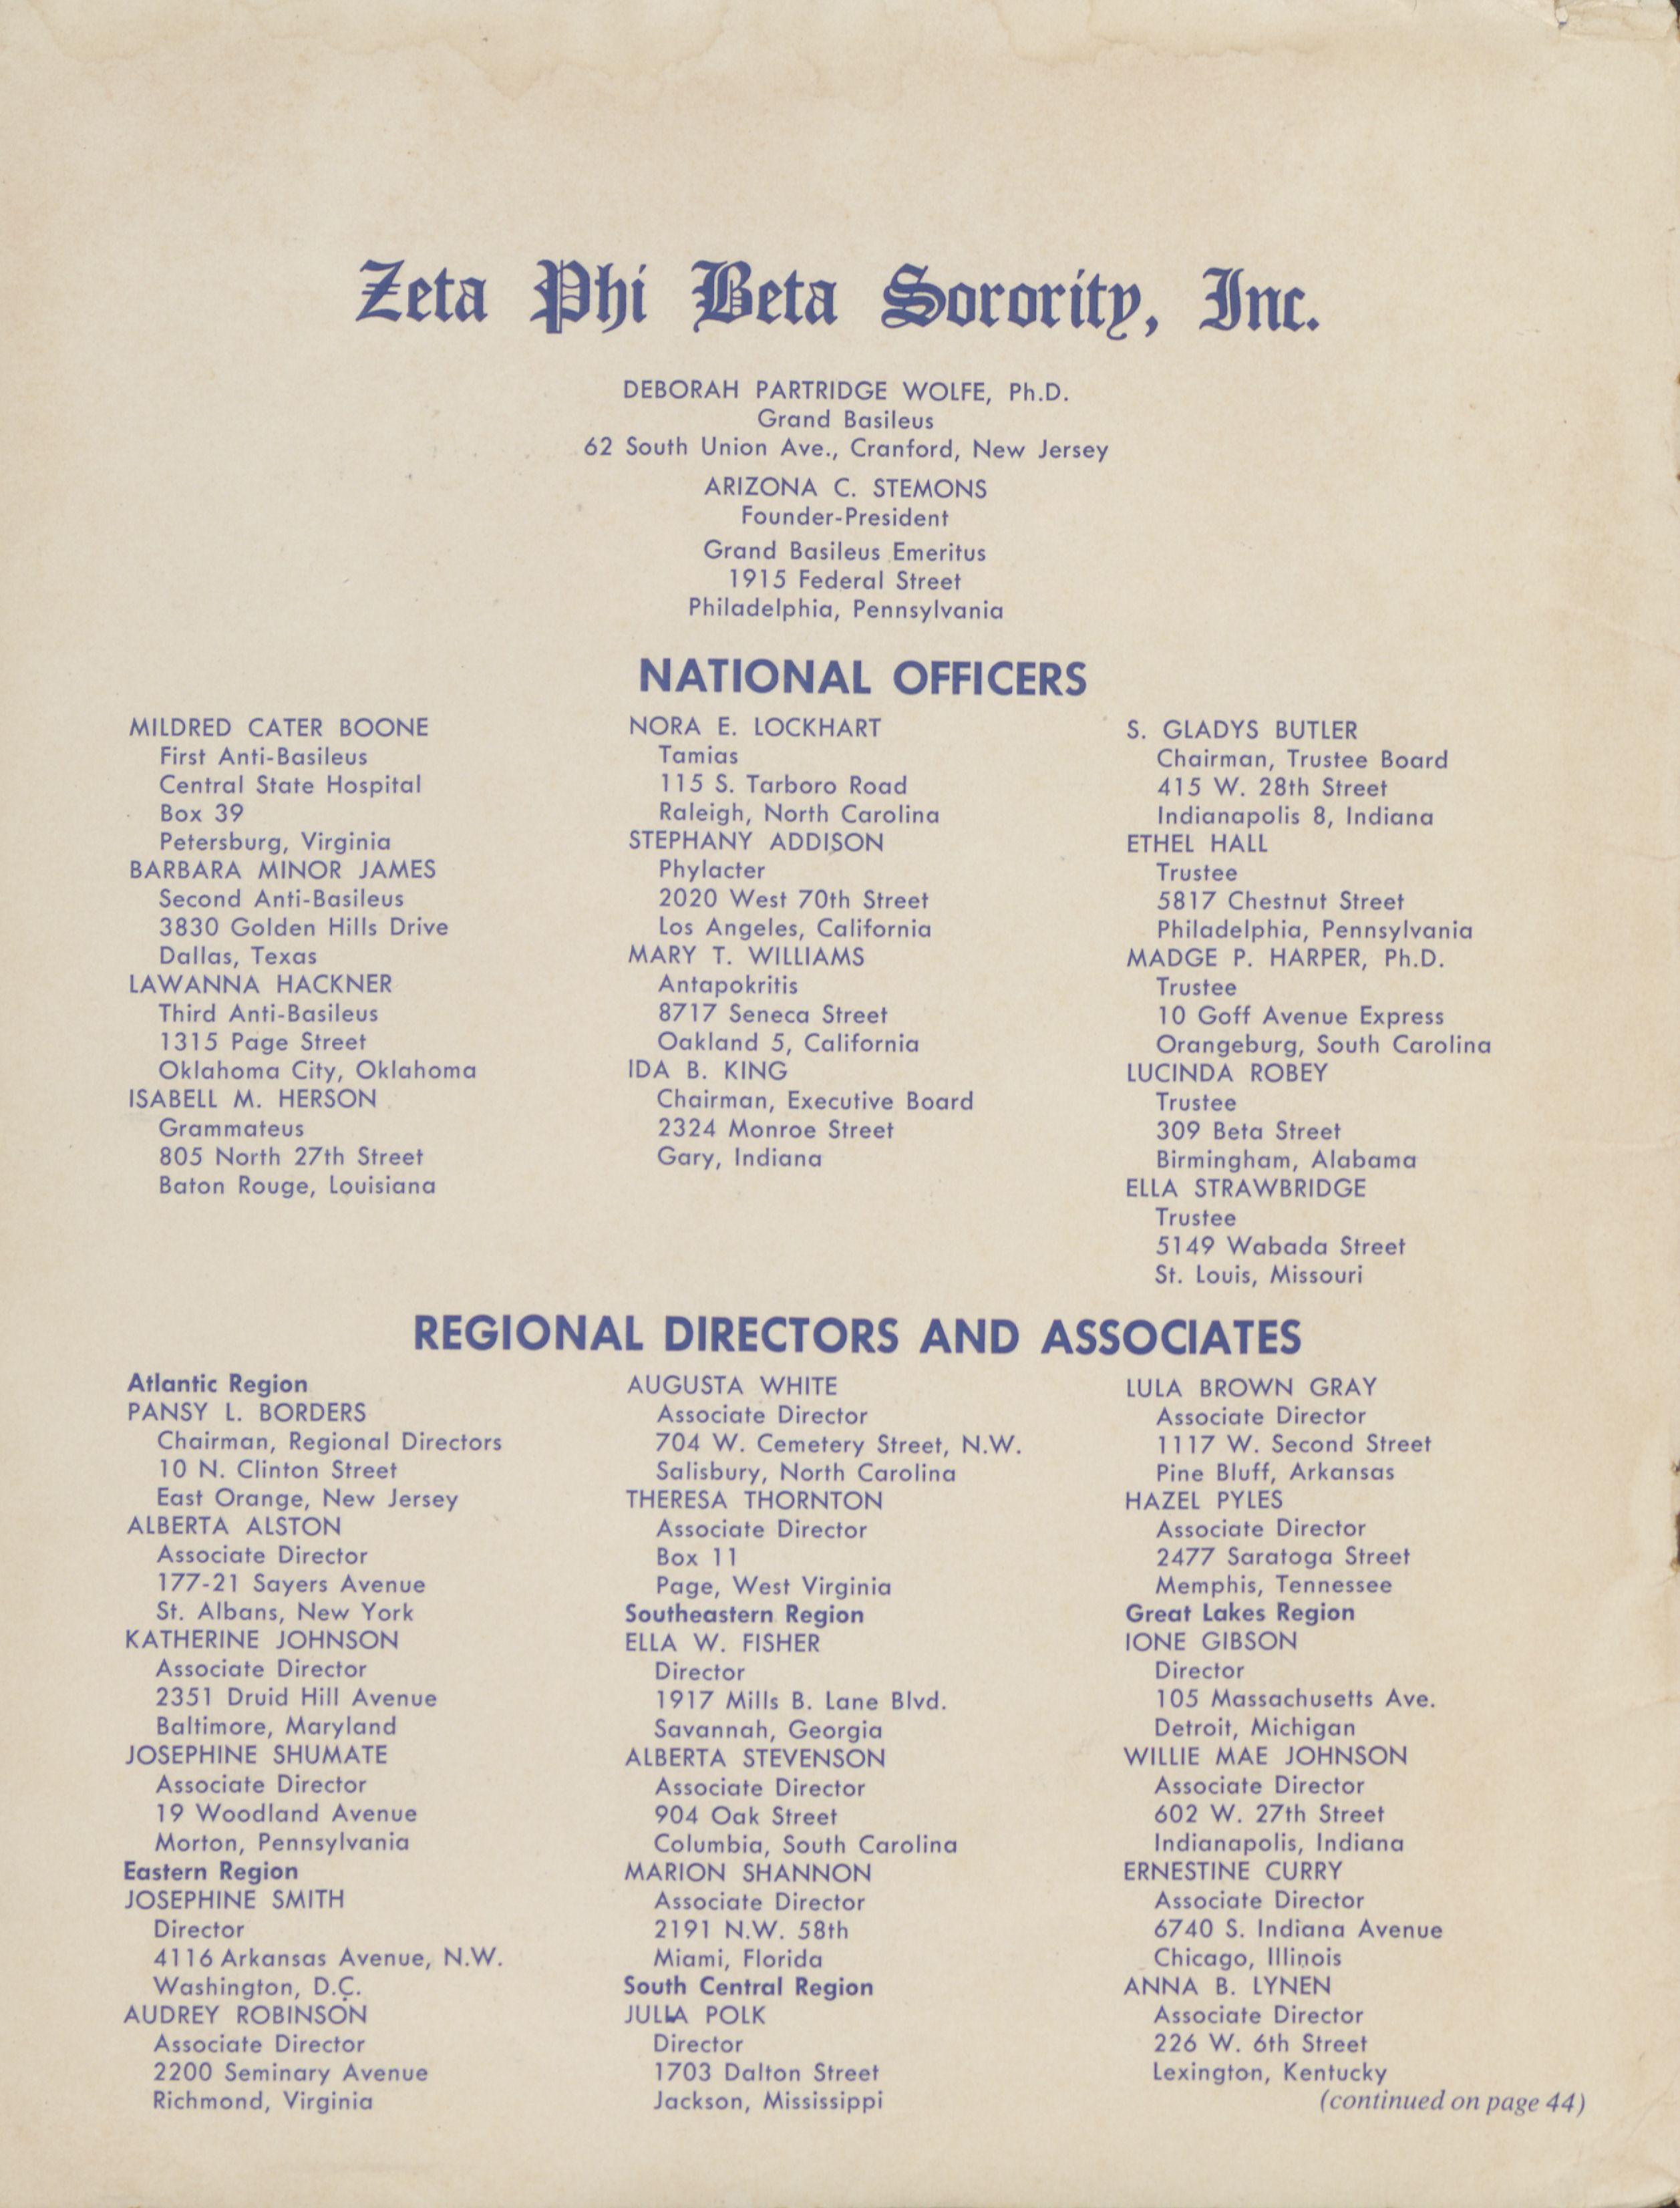 Zeta Phi Beta Sorority, Inc.
DEBORAH PARTRIDGE WOLFE, Ph.D.
Grand Basileus
62 South Union Ave., Cranford, New Jersey
ARIZONA C. STEMONS
Founder-President
Grand Basileus Emeritus
1915 Federal Street
Philadelphia, Pennsylvania
NATIONAL OFFICERS
MILDRED CATER BOONE
First Anti-Basileus
Central State Hospital
Box 39
Petersburg, Virginia
BARBARA MINOR JAMES
Second Anti-Basileus
3830 Golden Hills Drive
Dallas, Texas
LAWANNA HACKNER
Third Anti-Basileus
1315 Page Street
Oklahoma City, Oklahoma
ISABELL M. HERSON
Grammateus
805 North 27th Street
Baton Rouge, Louisiana
NORA E. LOCKHART
Tamias
115 S. Tarboro Road
Raleigh, North Carolina
STEPHANY ADDISON
Phylacter
2020 West 70th Street
Los Angeles, California
MARY T. WILLIAMS
Antapokritis
8717 Seneca Street
Oakland 5, California
IDA B. KING
Chairman, Executive Board
2324 Monroe Street
Gary, Indiana
S. GLADYS BUTLER
Chairman, Trustee Board
415 W. 28th Street
Indianapolis 8, Indiana
ETHEL HALL
Trustee
5817 Chestnut Street
Philadelphia, Pennsylvania
MADGE P. HARPER, Ph.D.
Trustee
10 Goff Avenue Express
Orangeburg, South Carolina
LUCINDA ROBEY
Trustee
309 Beta Street
Birmingham, Alabama
ELLA STRAWBRIDGE
Trustee
5149 Wabada Street
St. Louis, Missouri
REGIONAL DIRECTORS AND ASSOCIATES
Atlantic Region
PANSY L. BORDERS
Chairman, Regional Directors
10 N. Clinton Street
East Orange, New Jersey
ALBERTA ALSTON
Associate Director
177-21 Sayers Avenue
St. Albans, New York
KATHERINE JOHNSON
Associate Director
2351 Druid Hill Avenue
Baltimore, Maryland
JOSEPHINE SHUMATE
Associate Director
19 Woodland Avenue
Morton, Pennsylvania
Eastern Region
JOSEPHINE SMITH
Director
4116 Arkansas Avenue, N.W.
Washington, D.C.
AUDREY ROBINSON
Associate Director
2200 Seminary Avenue
Richmond, Virginia
AUGUSTA WHITE
Associate Director
704 W. Cemetery Street, N.W.
Salisbury, North Carolina
THERESA THORNTON
Associate Director
Box 11
Page, West Virginia
Southeastern Region
ELLA W. FISHER
Director
1917 Mills B. Lane Blvd.
Savannah, Georgia
ALBERTA STEVENSON
Associate Director
904 Oak Street
Columbia, South Carolina
MARION SHANNON
Associate Director
2191 N.W. 58th
Miami, Florida
South Central Region
JULIA POLK
Director
1703 Dalton Street
Jackson, Mississippi
LULA BROWN GRAY
Associate Director
1117 W. Second Street
Pine Bluff, Arkansas
HAZEL PYLES
Associate Director
2477 Saratoga Street
Memphis, Tennessee
Great Lakes Region
IONE GIBSON
Director
105 Massachusetts Ave.
Detroit, Michigan
WILLIE MAE JOHNSON
Associate Director
602 W. 27th Street
Indianapolis, Indiana
ERNESTINE CURRY
Associate Director
6740 S. Indiana Avenue
Chicago, Illinois
ANNA B. LYNEN
Associate Director
226 W. 6th Street
Lexington, Kentucky
(continued on page 44)